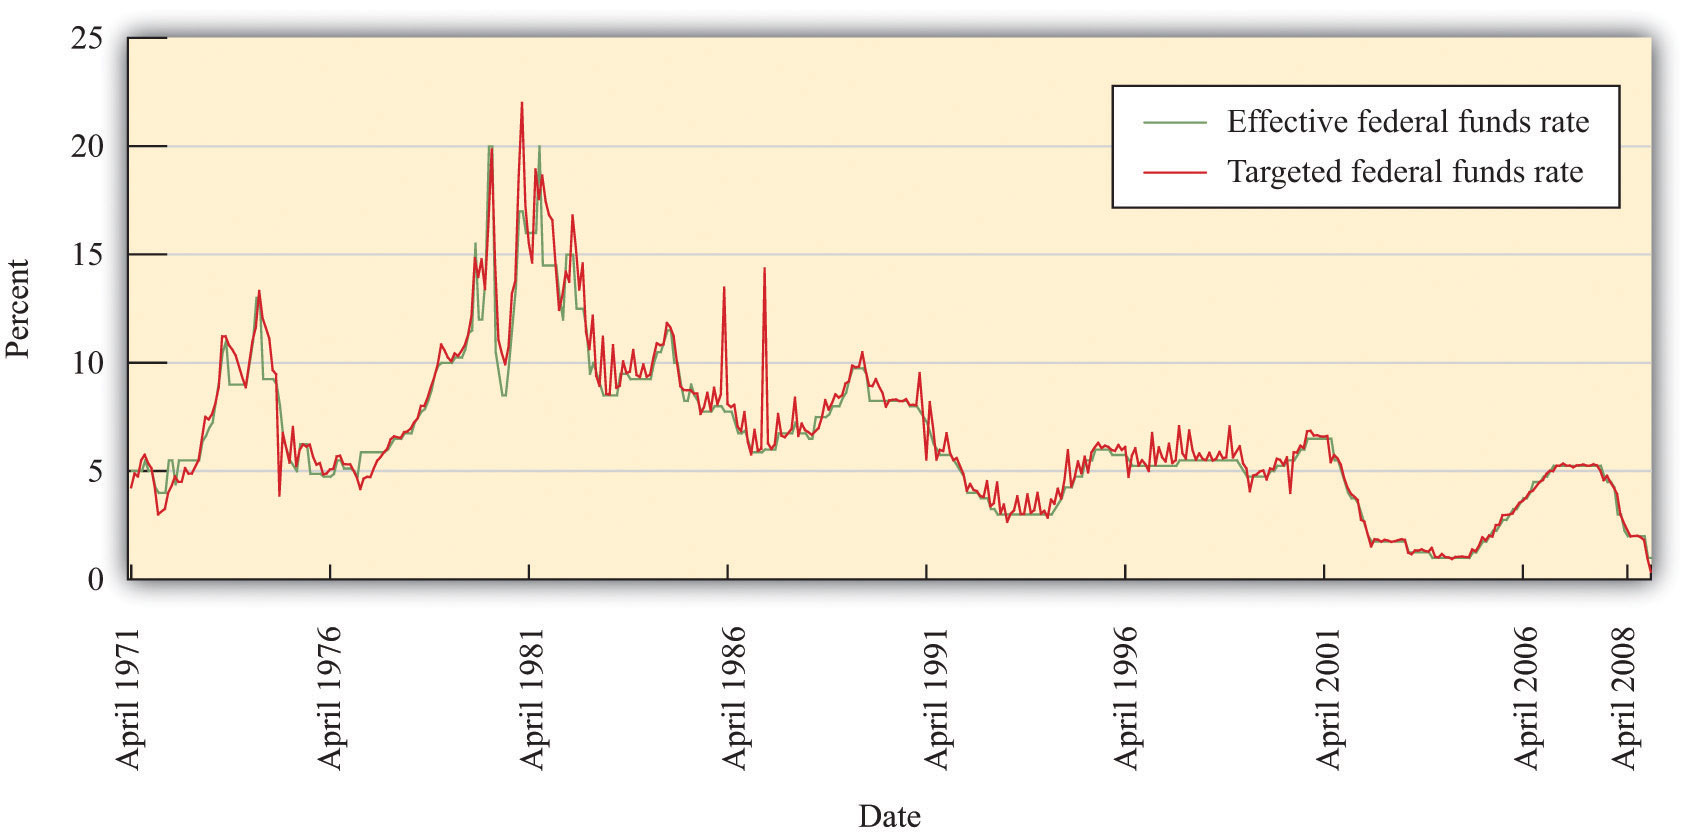 25
20
15
10
5
0
Percent
Effective federal funds rate
Targeted federal funds rate
April 1971
April 1976
April 1981
April 1986
April 1991
April 1996
April 2001
April 2006
April 2008
Date